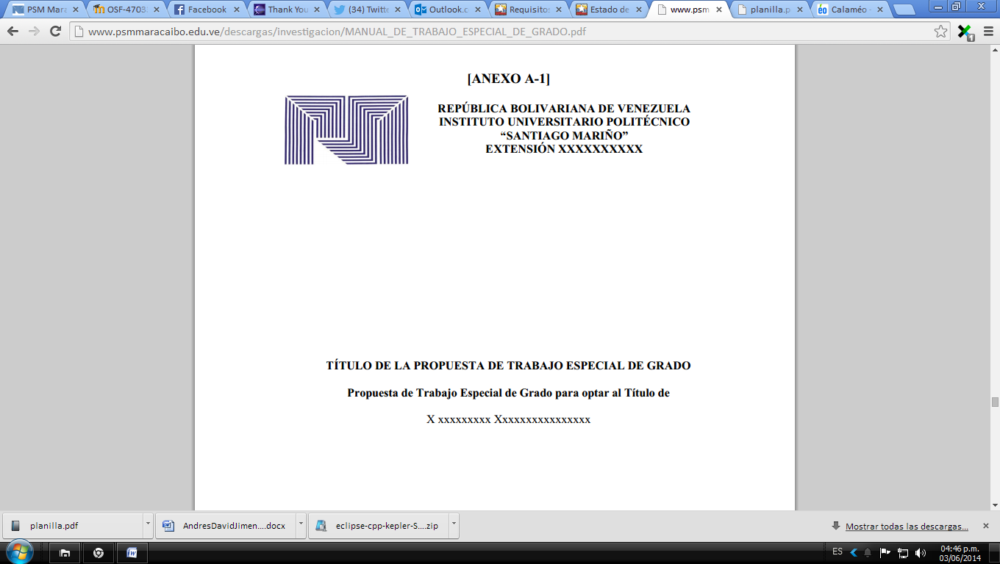 PSM Mara
OSF-4703
Facebook
Thank You
(34) Twitte
Outlook.c
Requisitos
Estado de
www.psm
planilla.p
Calaméo -
www.psmmaracaibo.edu.ve/descargas/investigacion/MANUAL_DE_TRABAJO_ESPECIAL_DE_GRADO.pdf
1
[ANEXO A-1]
REPÚBLICA BOLIVARIANA DE VENEZUELA
INSTITUTO UNIVERSITARIO POLITÉCNICO
“SANTIAGO MARIÑO”
EXTENSIÓN XXXXXXXXXX
TÍTULO DE LA PROPUESTA DE TRABAJO ESPECIAL DE GRADO
Propuesta de Trabajo Especial de Grado para optar al Título de
X xxxxxxxxx Xxxxxxxxxxxxxxxx
planilla.pdf
AndresDavidJimen....docx
eclipse-cpp-kepler-S....zip
Mostrar todas las descargas...
ES
04:46 p.m.
03/06/2014